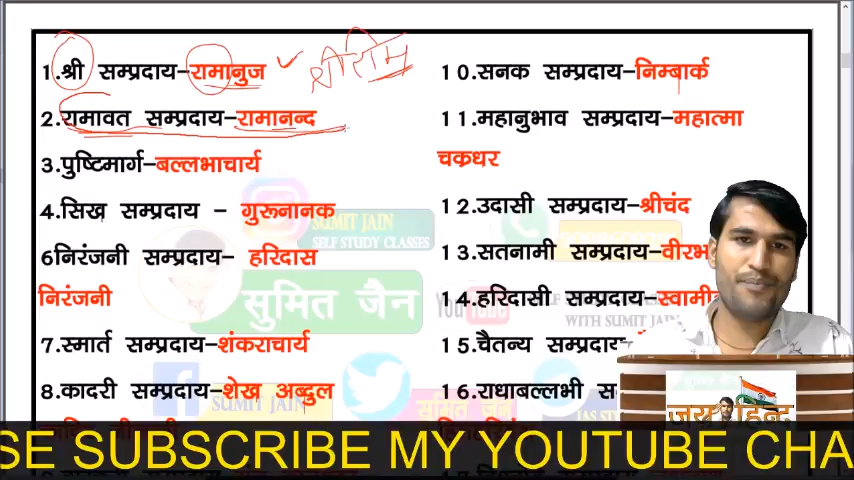 1.श्री सम्प्रदाय-रामानुज
श्रीराम
2.रामावत सम्प्रदाय-रामानन्द
3.पुष्टिमार्ग-बल्लभाचार्य
4.सिख सम्प्रदाय - गुरूनानक
6निरंजनी सम्प्रदाय- हरिदास
निरंजनी
7.स्मार्त सम्प्रदाय-शंकराचार्य
8.कादरी सम्प्रदाय-शेख अब्दुल
10.सनक सम्प्रदाय-निम्बार्क
11.महानुभाव सम्प्रदाय-महात्मा
चक्रधर
12.उदासी सम्प्रदाय-श्रीचंद
13.सतनामी सम्प्रदाय-वीरभ
14.हरिदासी सम्प्रदाय-स्वामी
15.चैतन्य सम्प्रदाय
16.राधाबल्लभी स
SUMIT JAIN
SELF STUDY CLASSES
सुमित जैन
YouTube
WITH SUMIT JAIN
SUMIT JAIN
सुमित जैन
जय हिन्द
SE SUBSCRIBE MY YOUTUBE CHA